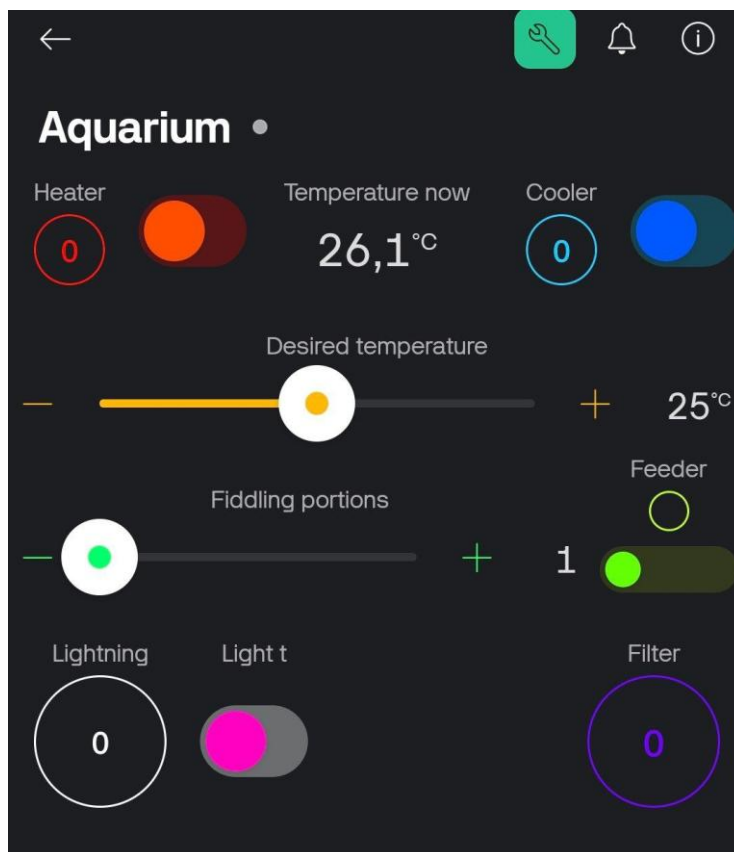 Aquarium
Heater
Temperature now
Cooler
0
26,1°C
0
Desired temperature
25°C
Feeder
Fiddling portions
1
Lightning
Light t
Filter
0
0